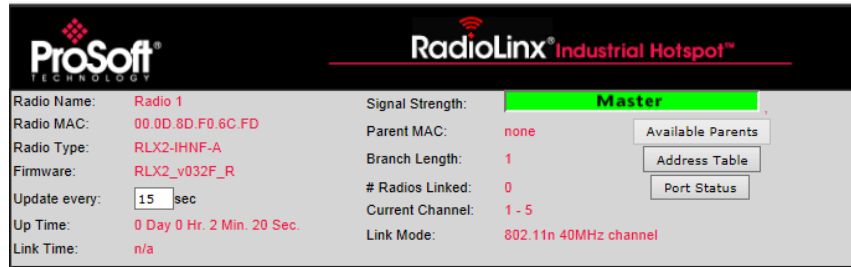 ProSoft®
TECHNOLOGY
RadioLinx® Industrial Hotspot™
Radio Name: Radio 1
Radio MAC: 00.0D.8D.F0.6C.FD
Radio Type: RLX2-IHNF-A
Firmware: RLX2_v032F_R
Update every: 15 sec
Up Time: 0 Day 0 Hr. 2 Min. 20 Sec.
Link Time: n/a
Signal Strength: Master ,
Parent MAC: none Available Parents
Branch Length: 1 Address Table
# Radios Linked: 0 Port Status
Current Channel: 1 - 5
Link Mode: 802.11n 40MHz channel